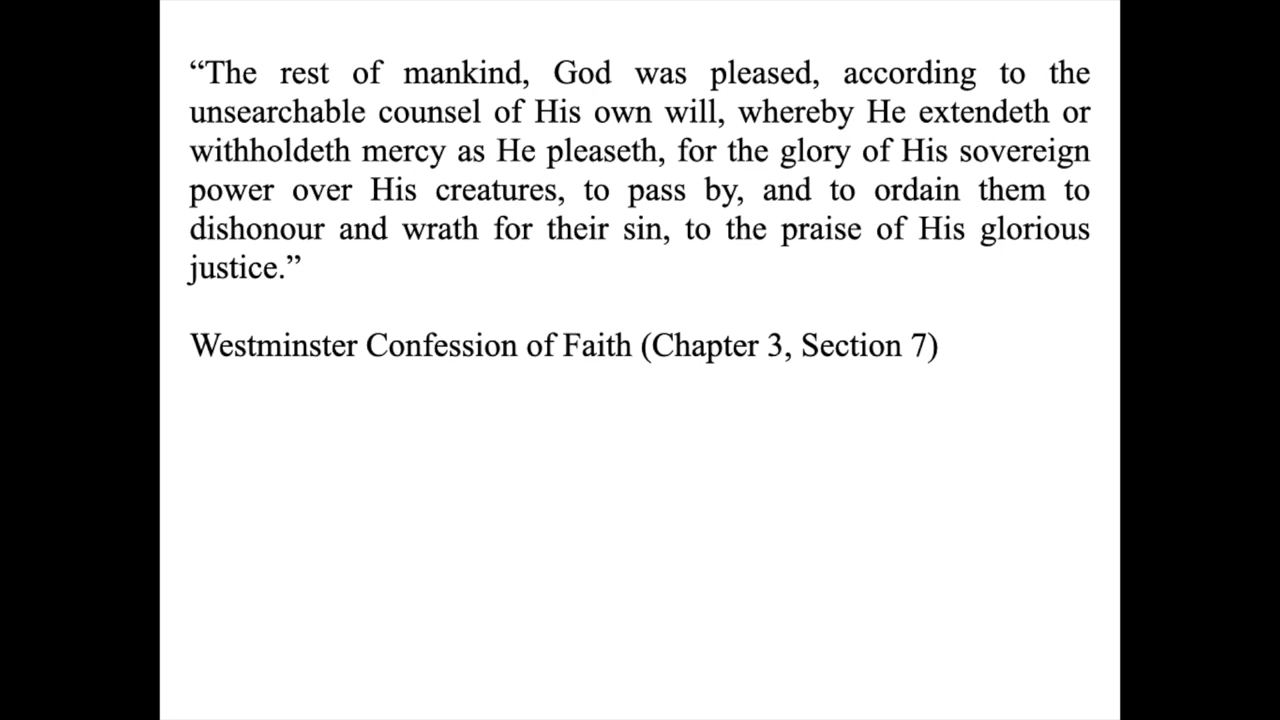 “The rest of mankind, God was pleased, according to the
unsearchable counsel of His own will, whereby He extendeth or
withholdeth mercy as He pleaseth, for the glory of His sovereign
power over His creatures, to pass by, and to ordain them to
dishonour and wrath for their sin, to the praise of His glorious
justice.”
Westminster Confession of Faith (Chapter 3, Section 7)